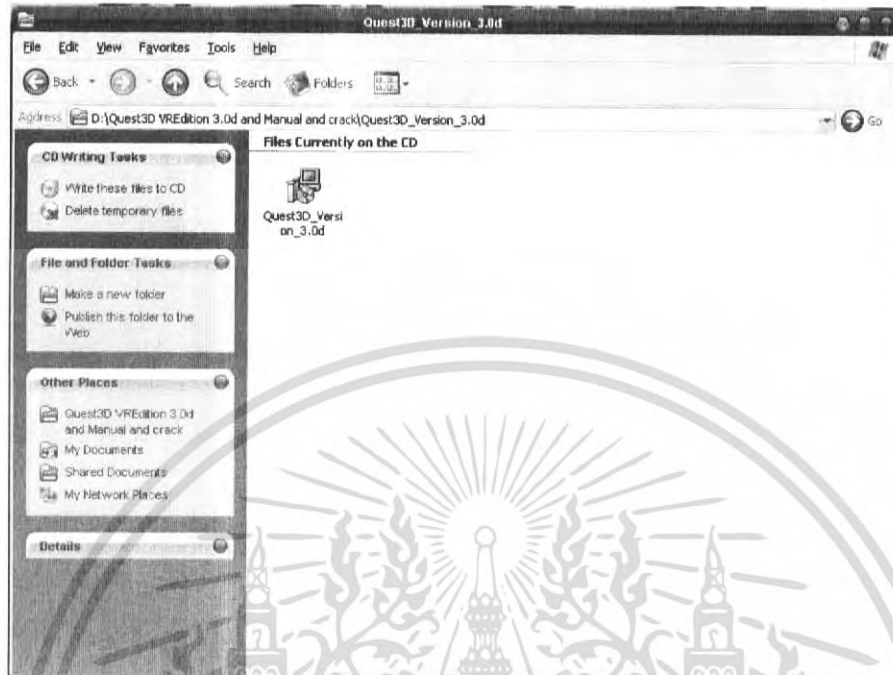 Quest3D_Version_3.0d
File Edit View Favorites Tools Help
Back Search Folders
Address D:\Quest3D VREdition 3.0d and Manual and crack\Quest3D_Version_3.0d Go
CD Writing Tasks
Write these files to CD
Delete temporary files
File and Folder Tasks
Make a new folder
Publish this folder to the
Web
Other Places
Quest3D VREdition 3.0d
and Manual and crack
My Documents
Shared Documents
My Network Places
Details
Files Currently on the CD
Quest3D_Versi
on_3.0d